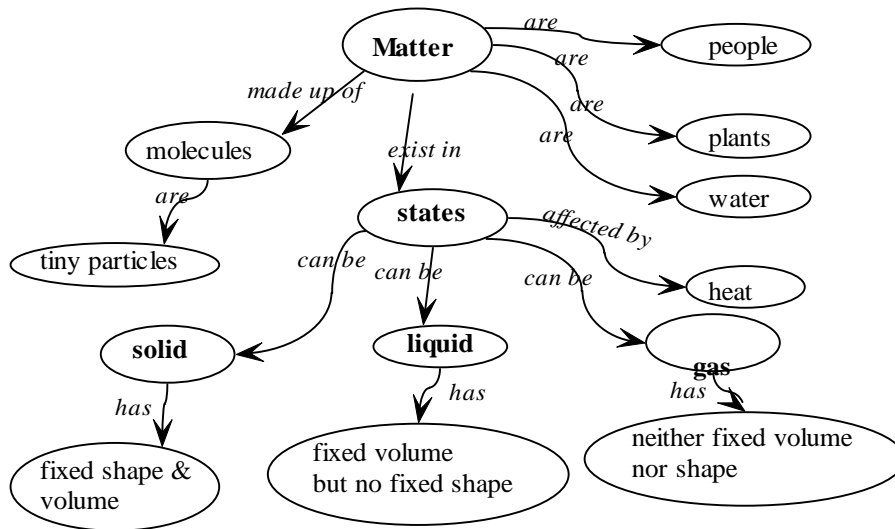 are
Matter
people
are
made up of
are
plants
molecules
exist in
are
are
water
states
affected by
tiny particles
can be
can be
can be
heat
solid
liquid
gas
has
has
has
fixed shape &
volume
fixed volume
but no fixed shape
neither fixed volume
nor shape